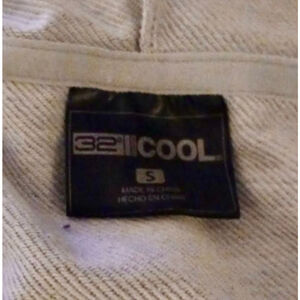 32° COOL.
S
MADE IN CHINA
HECHO EN CHINA